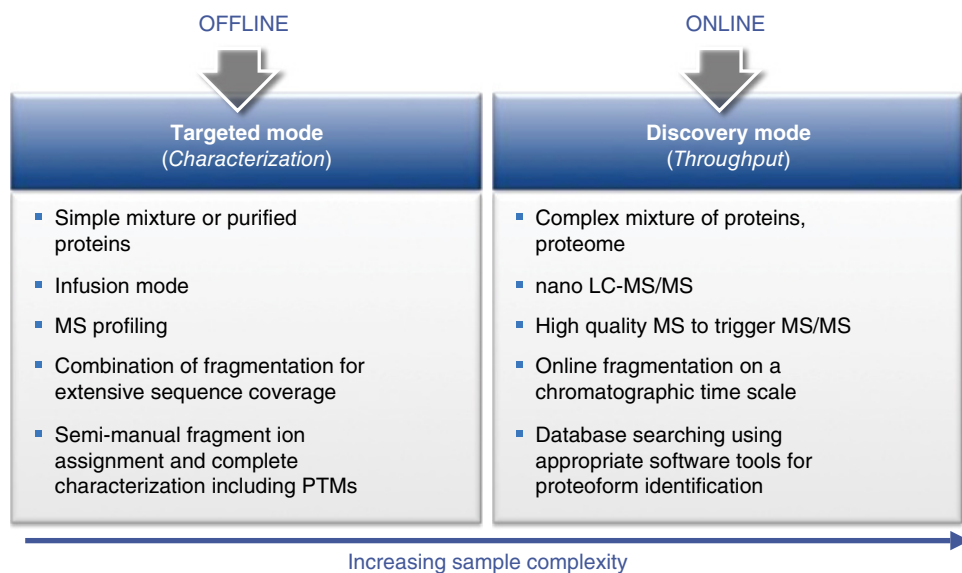 OFFLINE
Targeted mode
(Characterization)
Simple mixture or purified
proteins
Infusion mode
MS profiling
Combination of fragmentation for
extensive sequence coverage
Semi-manual fragment ion
assignment and complete
characterization including PTMs
ONLINE
Discovery mode
(Throughput)
Complex mixture of proteins,
proteome
nano LC-MS/MS
High quality MS to trigger MS/MS
Online fragmentation on a
chromatographic time scale
Database searching using
appropriate software tools for
proteoform identification
Increasing sample complexity